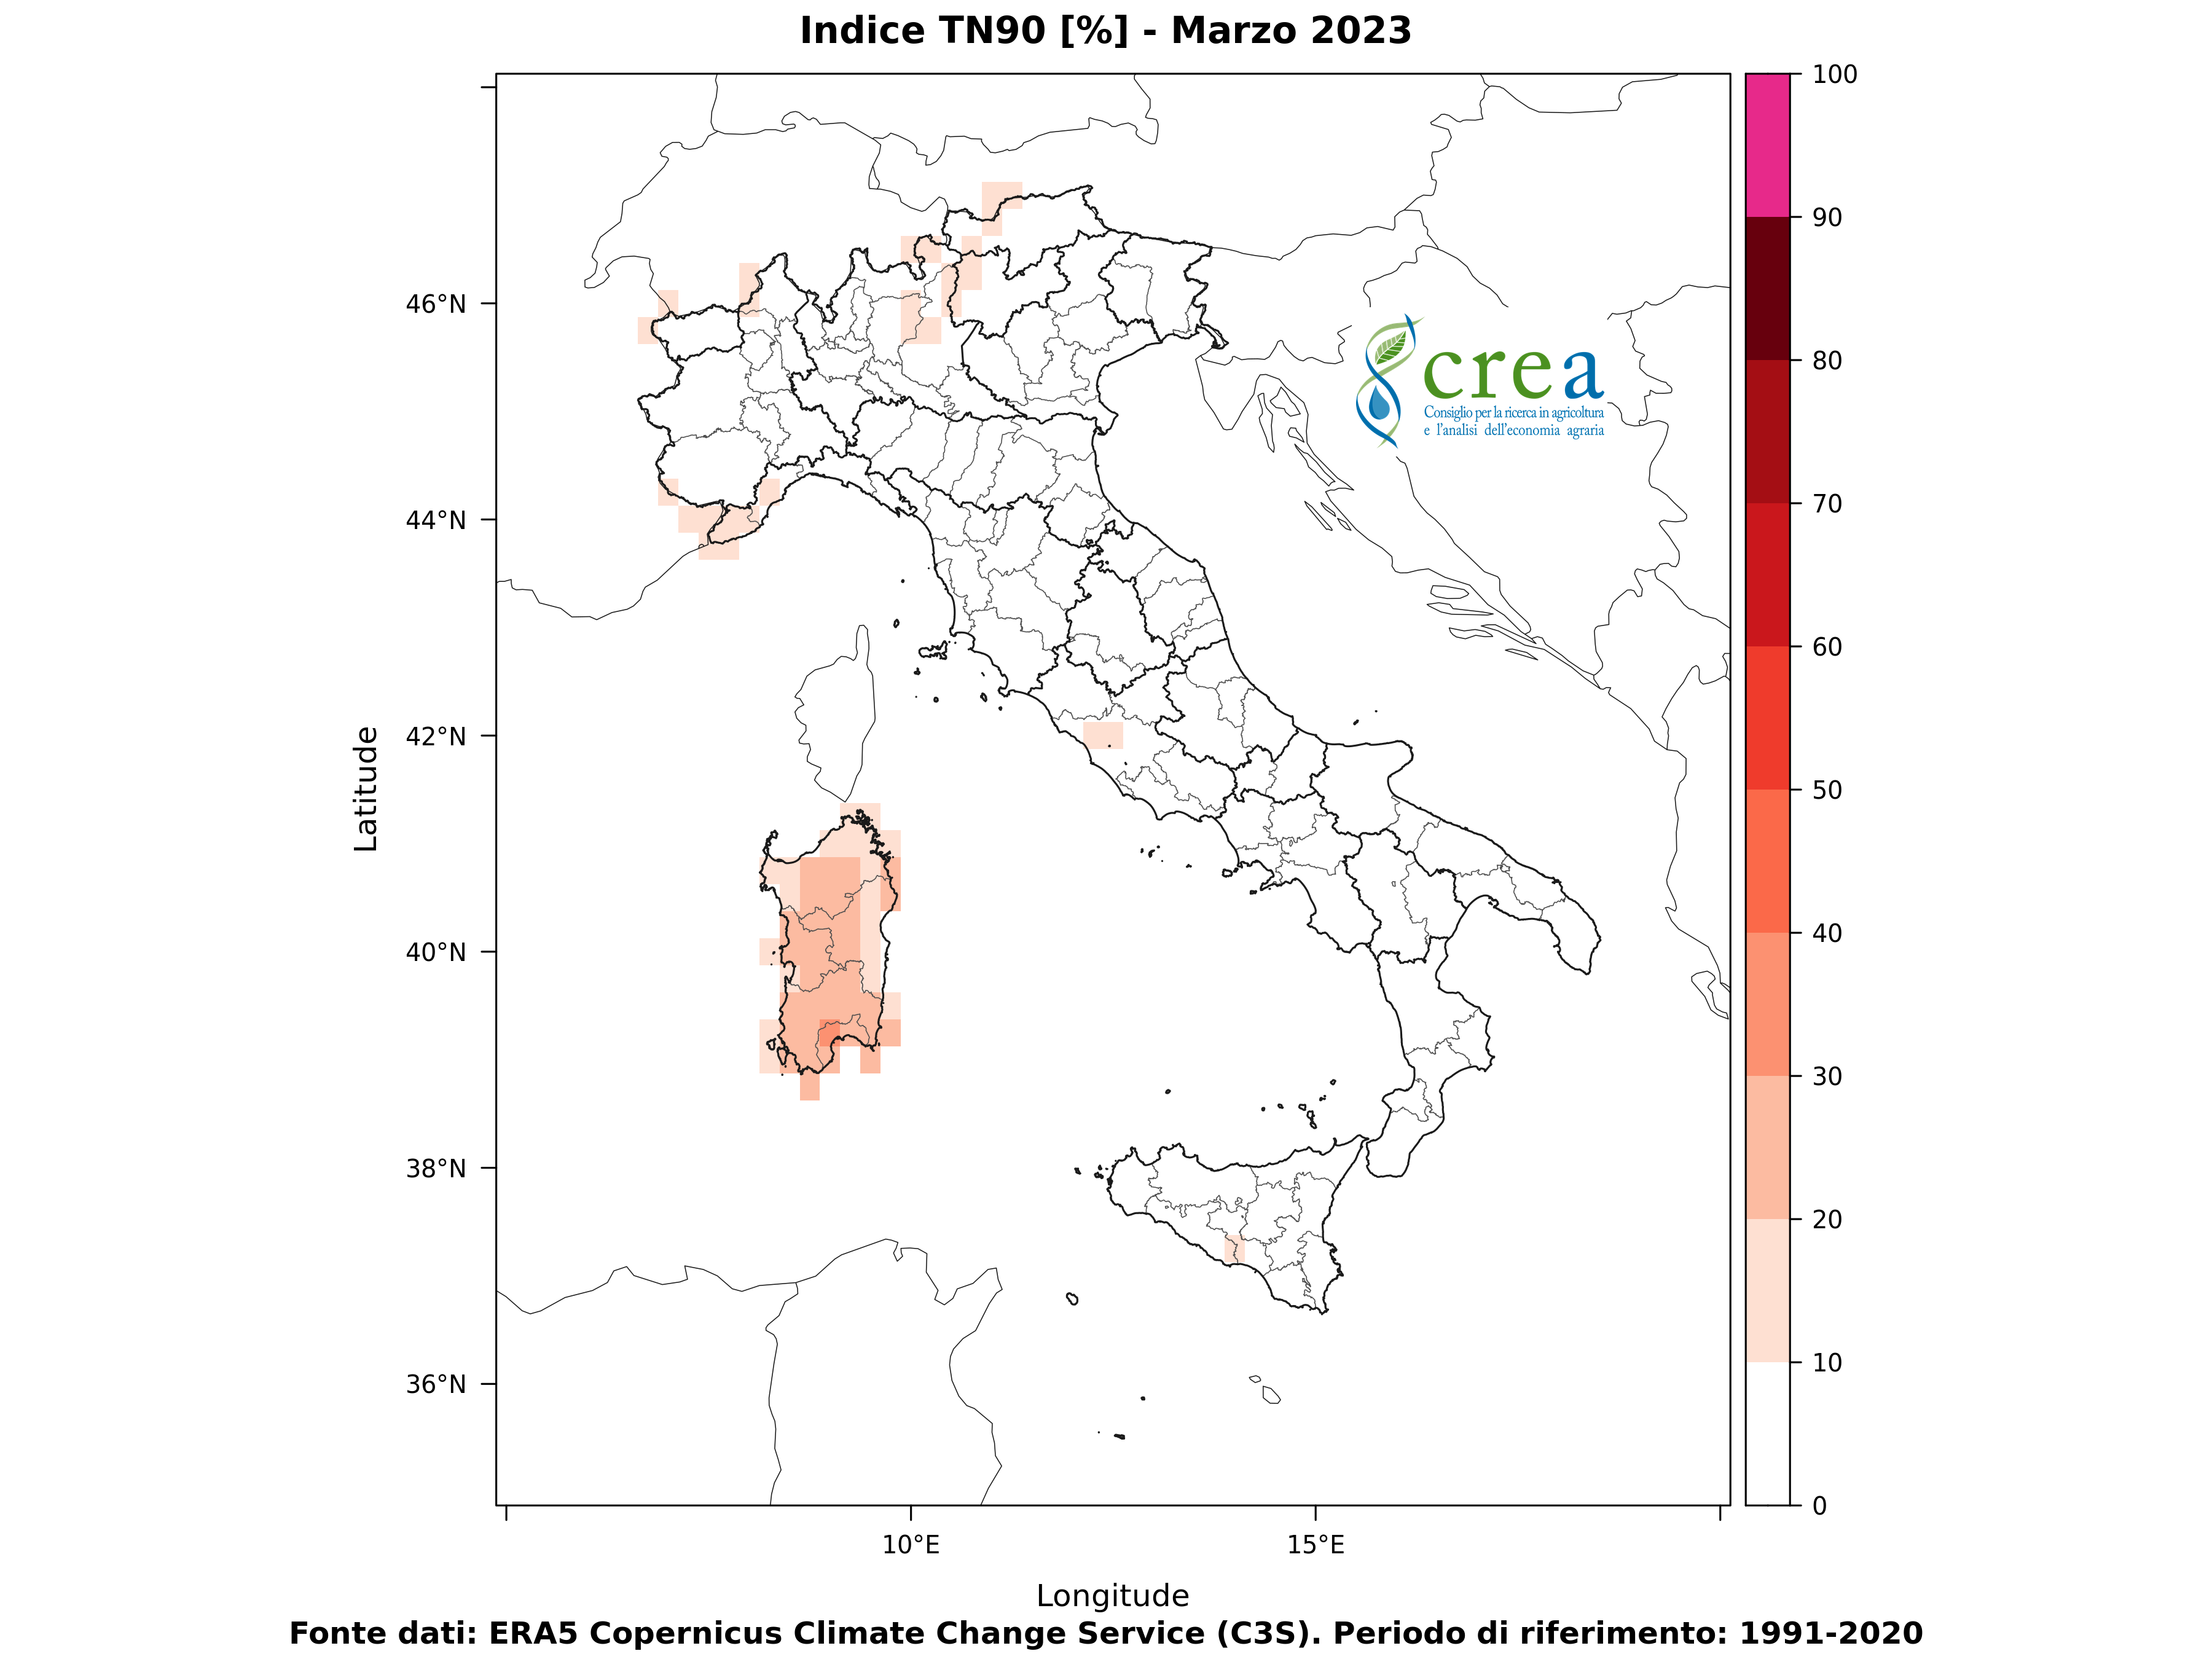 Indice TN90 [%] - Marzo 2023
100
90
80
70
60
50
40
30
20
10
0
46°N
44°N
42°N
40°N
38°N
36°N
Latitude
crea
Consiglio per la ricerca in agricoltura
e l'analisi dell'economia agraria
10°E
15°E
Longitude
Fonte dati: ERA5 Copernicus Climate Change Service (C3S). Periodo di riferimento: 1991-2020